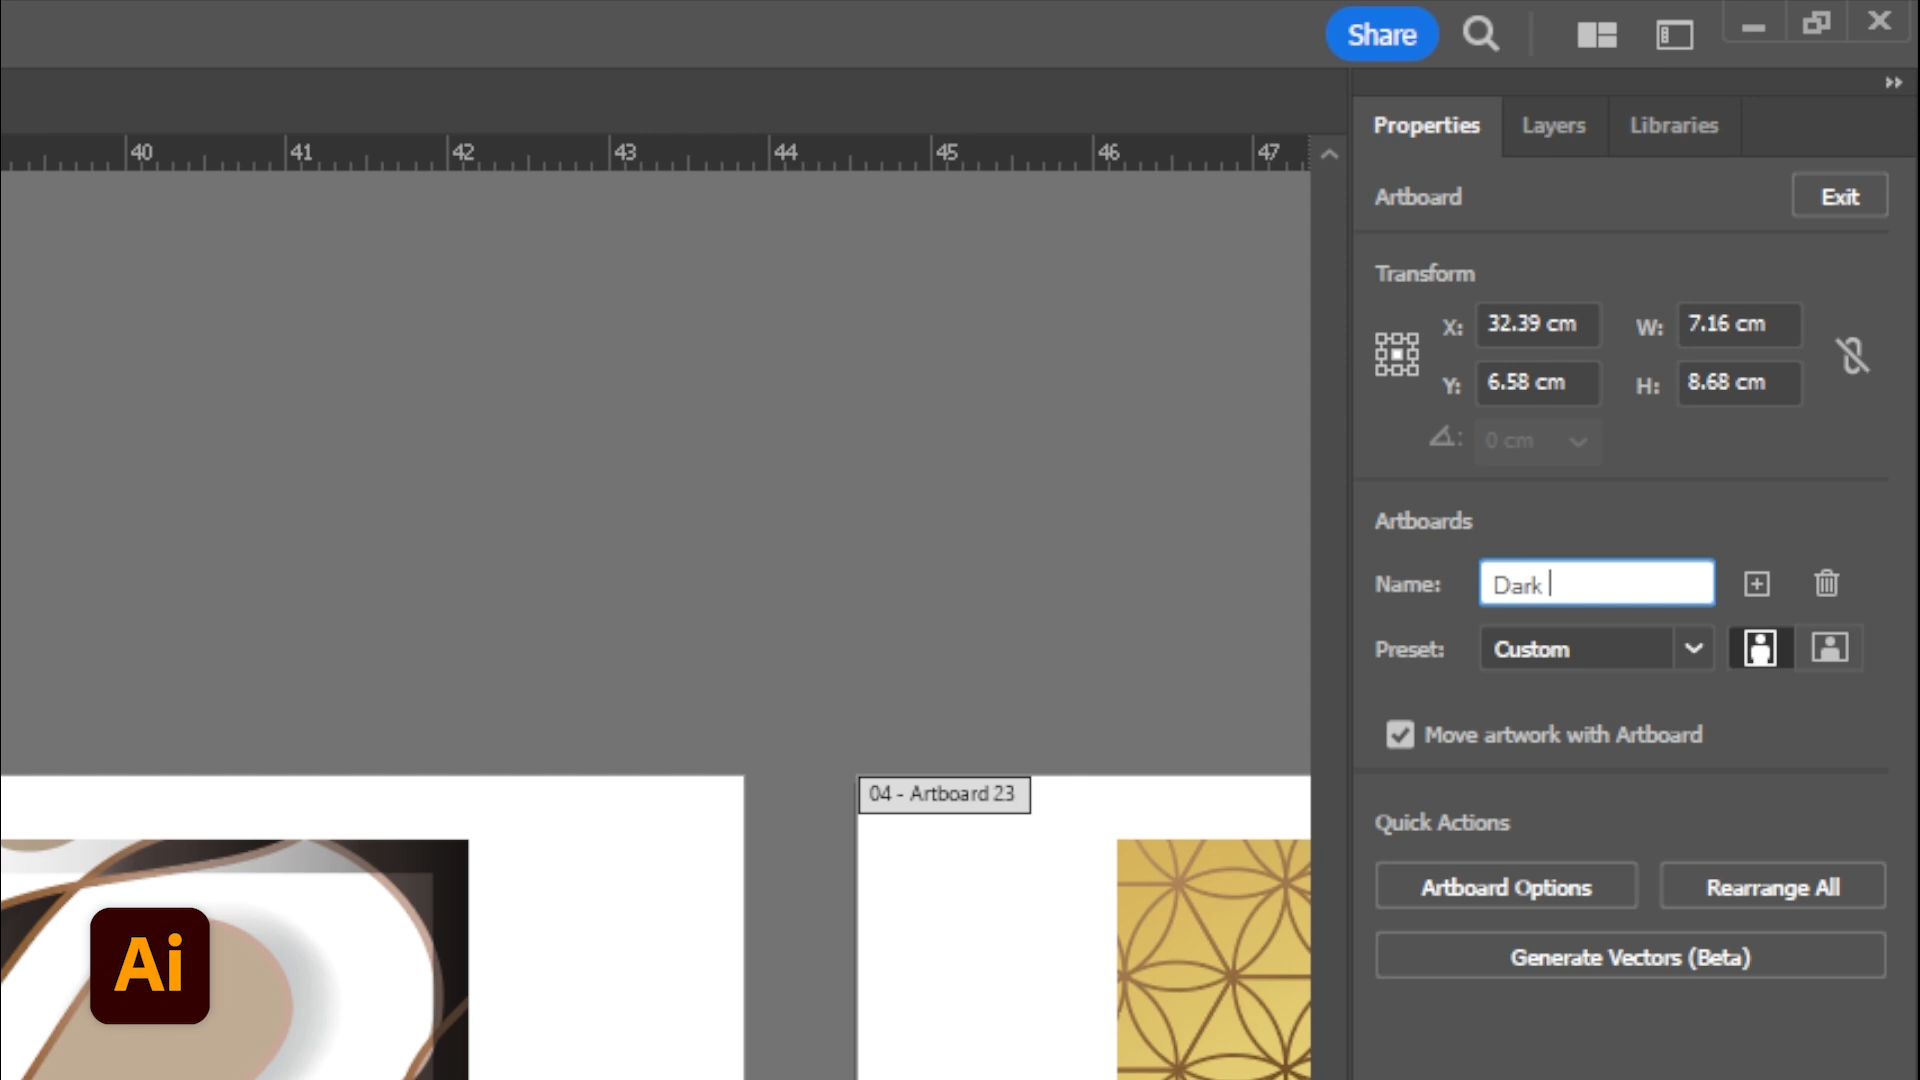 Share
40 41 42 43 44 45 46 47
Properties Layers Libraries
Artboard Exit
Transform
X: 32.39 cm W: 7.16 cm
Y: 6.58 cm H: 8.68 cm
: 0 cm
Artboards
Name: Dark
Preset: Custom
Move artwork with Artboard
04 - Artboard 23
Quick Actions
Artboard Options Rearrange All
Generate Vectors (Beta)
Ai